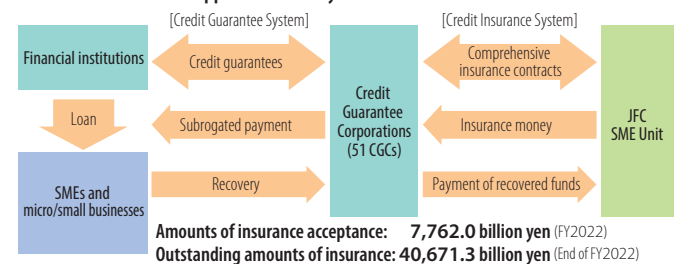 [Credit Guarantee System]
[Credit Insurance System]
Financial institutions
Credit guarantees
Comprehensive
insurance contracts
Loan
Subrogated payment
Credit
Guarantee
Corporations
(51 CGCs)
Insurance money
JFC
SME Unit
SMEs and
micro/small businesses
Recovery
Payment of recovered funds
Amounts of insurance acceptance: 7,762.0 billion yen (FY2022)
Outstanding amounts of insurance: 40,671.3 billion yen (End of FY2022)